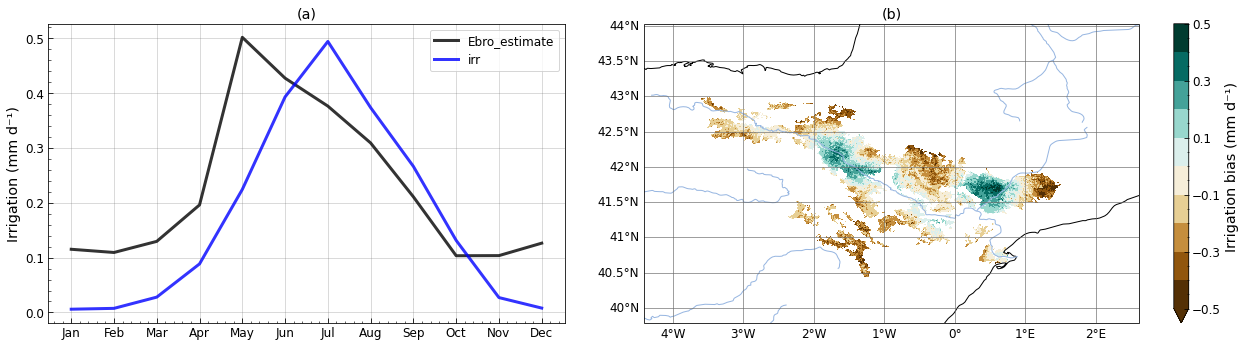 (a)
Irrigation (mm d⁻¹)
0.5
0.4
0.3
0.2
0.1
0.0
Ebro_estimate
irr
Jan Feb Mar Apr May Jun Jul Aug Sep Oct Nov Dec
(b)
44°N
43.5°N
43°N
42.5°N
42°N
41.5°N
41°N
40.5°N
40°N
4°W 3°W 2°W 1°W 0° 1°E 2°E
0.5
0.3
0.1
−0.1
−0.3
−0.5
Irrigation bias (mm d⁻¹)